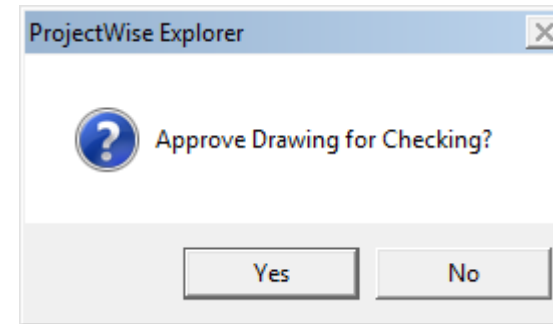 ProjectWise Explorer
Approve Drawing for Checking?
Yes
No